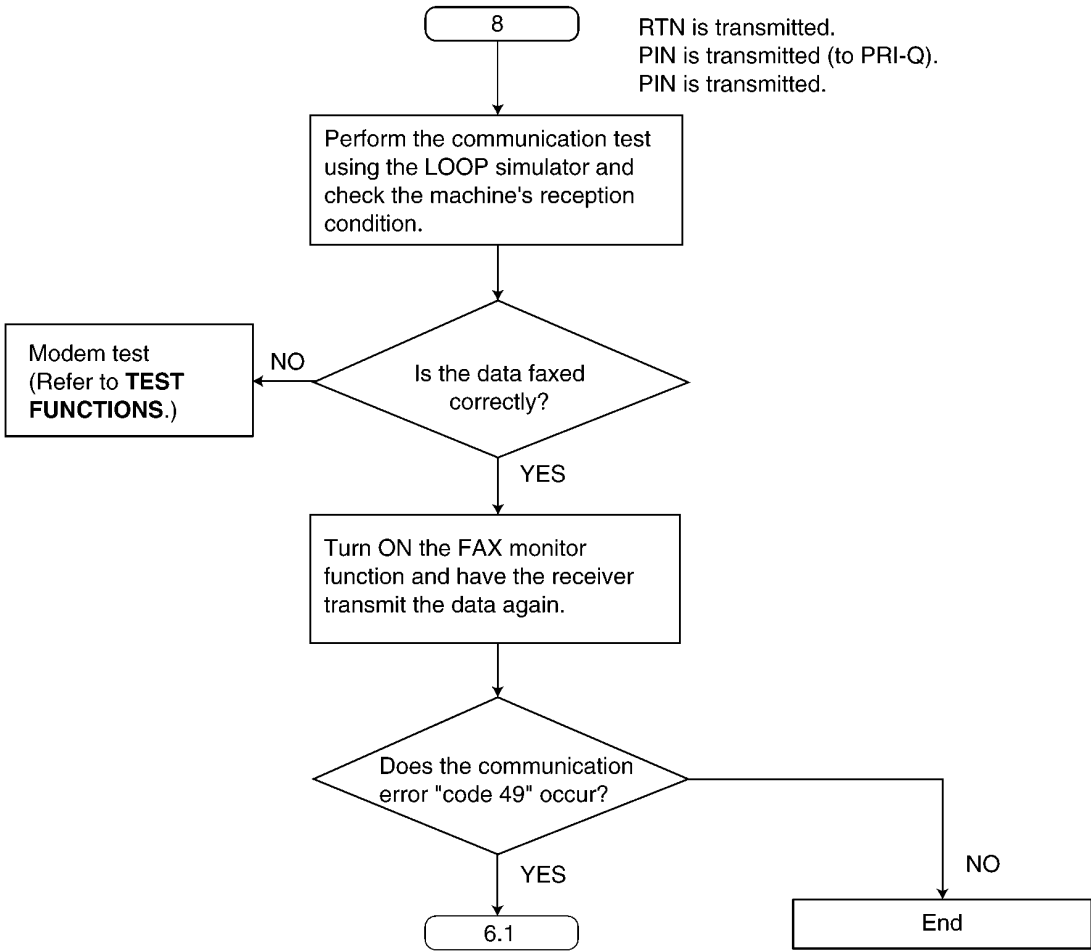 8
RTN is transmitted.
PIN is transmitted (to PRI-Q).
PIN is transmitted.
Perform the communication test
using the LOOP simulator and
check the machine's reception
condition.
Modem test
(Refer to TEST
FUNCTIONS.)
NO
Is the data faxed
correctly?
YES
Turn ON the FAX monitor
function and have the receiver
transmit the data again.
Does the communication
error "code 49" occur?
YES
NO
6.1
End